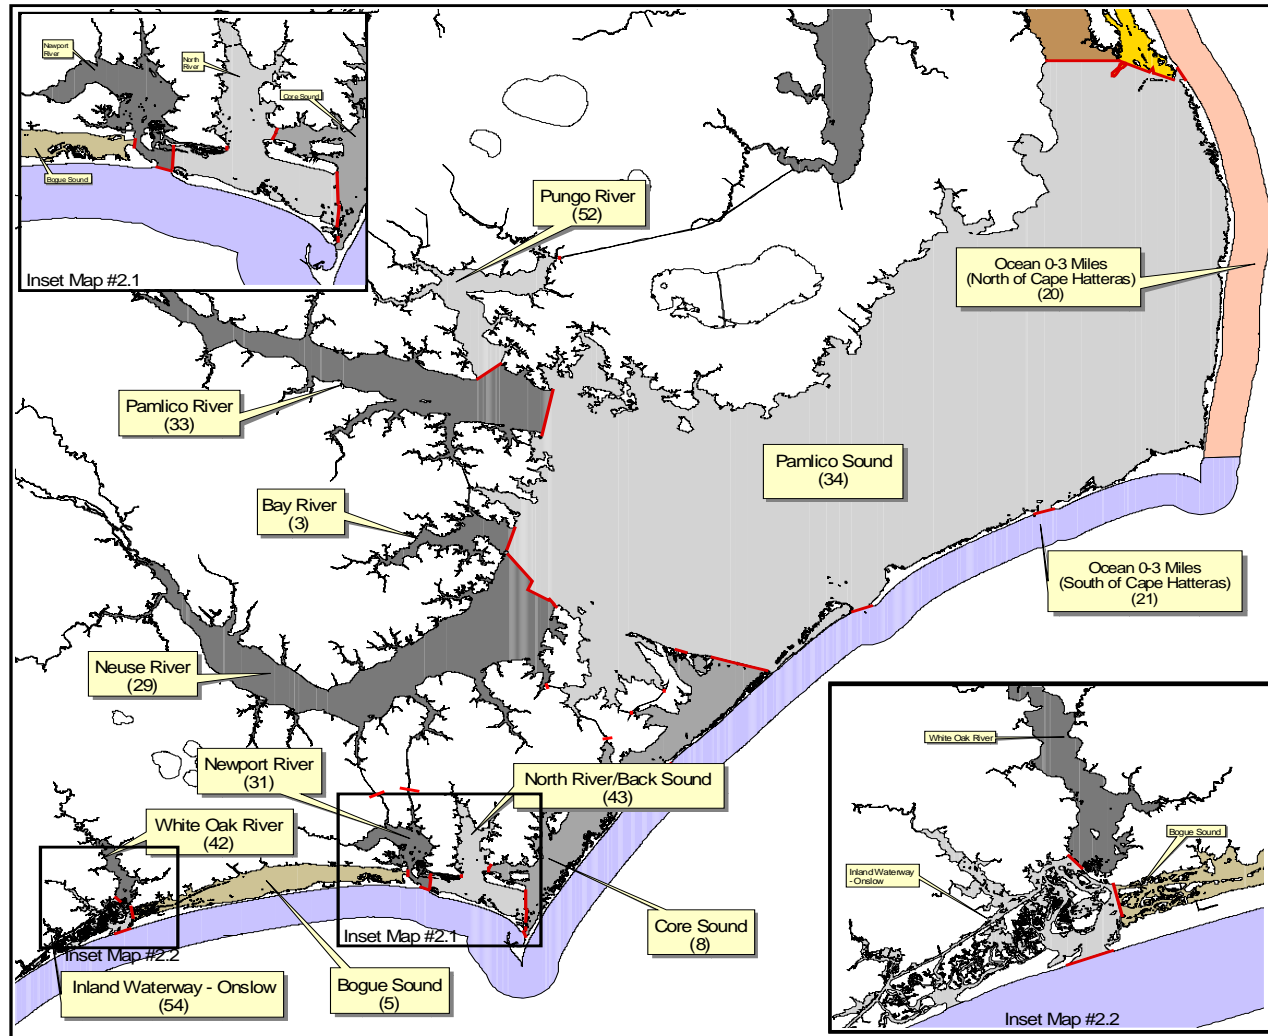 Newport
River
North
River
Core Sound
Bogue Sound
Inset Map #2.1
Pungo River
(52)
Ocean 0-3 Miles
(North of Cape Hatteras)
(20)
Pamlico River
(33)
Pamlico Sound
(34)
Bay River
(3)
Ocean 0-3 Miles
(South of Cape Hatteras)
(21)
Neuse River
(29)
Newport River
(31)
North River/Back Sound
(43)
White Oak River
(42)
Core Sound
(8)
Inset Map #2.1
Inset Map #2.2
Inland Waterway - Onslow
(54)
Bogue Sound
(5)
White Oak River
Bogue Sound
Inland Waterway
- Onslow
Inset Map #2.2